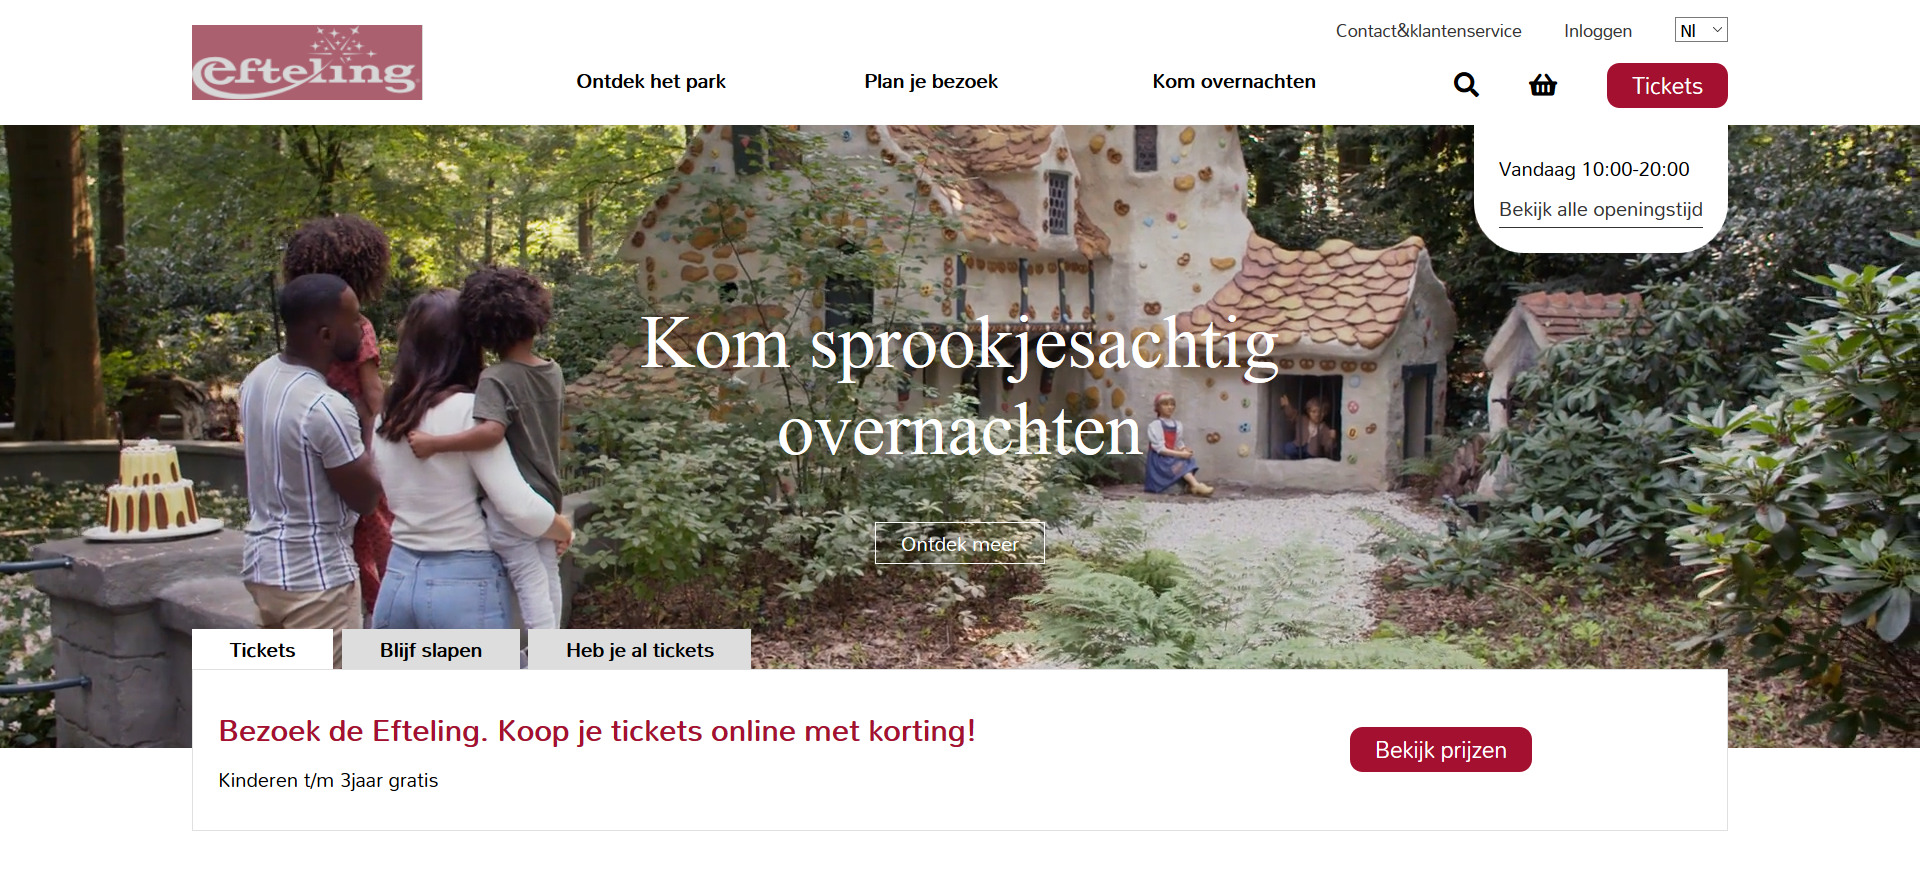 Contact&klantenservice Inloggen Nl
efteling
Ontdek het park Plan je bezoek Kom overnachten Tickets
Vandaag 10:00-20:00
Bekijk alle openingstijd
Kom sprookjesachtig
overnachten
Ontdek meer
Tickets Blijf slapen Heb je al tickets
Bezoek de Efteling. Koop je tickets online met korting!
Bekijk prijzen
Kinderen t/m 3jaar gratis